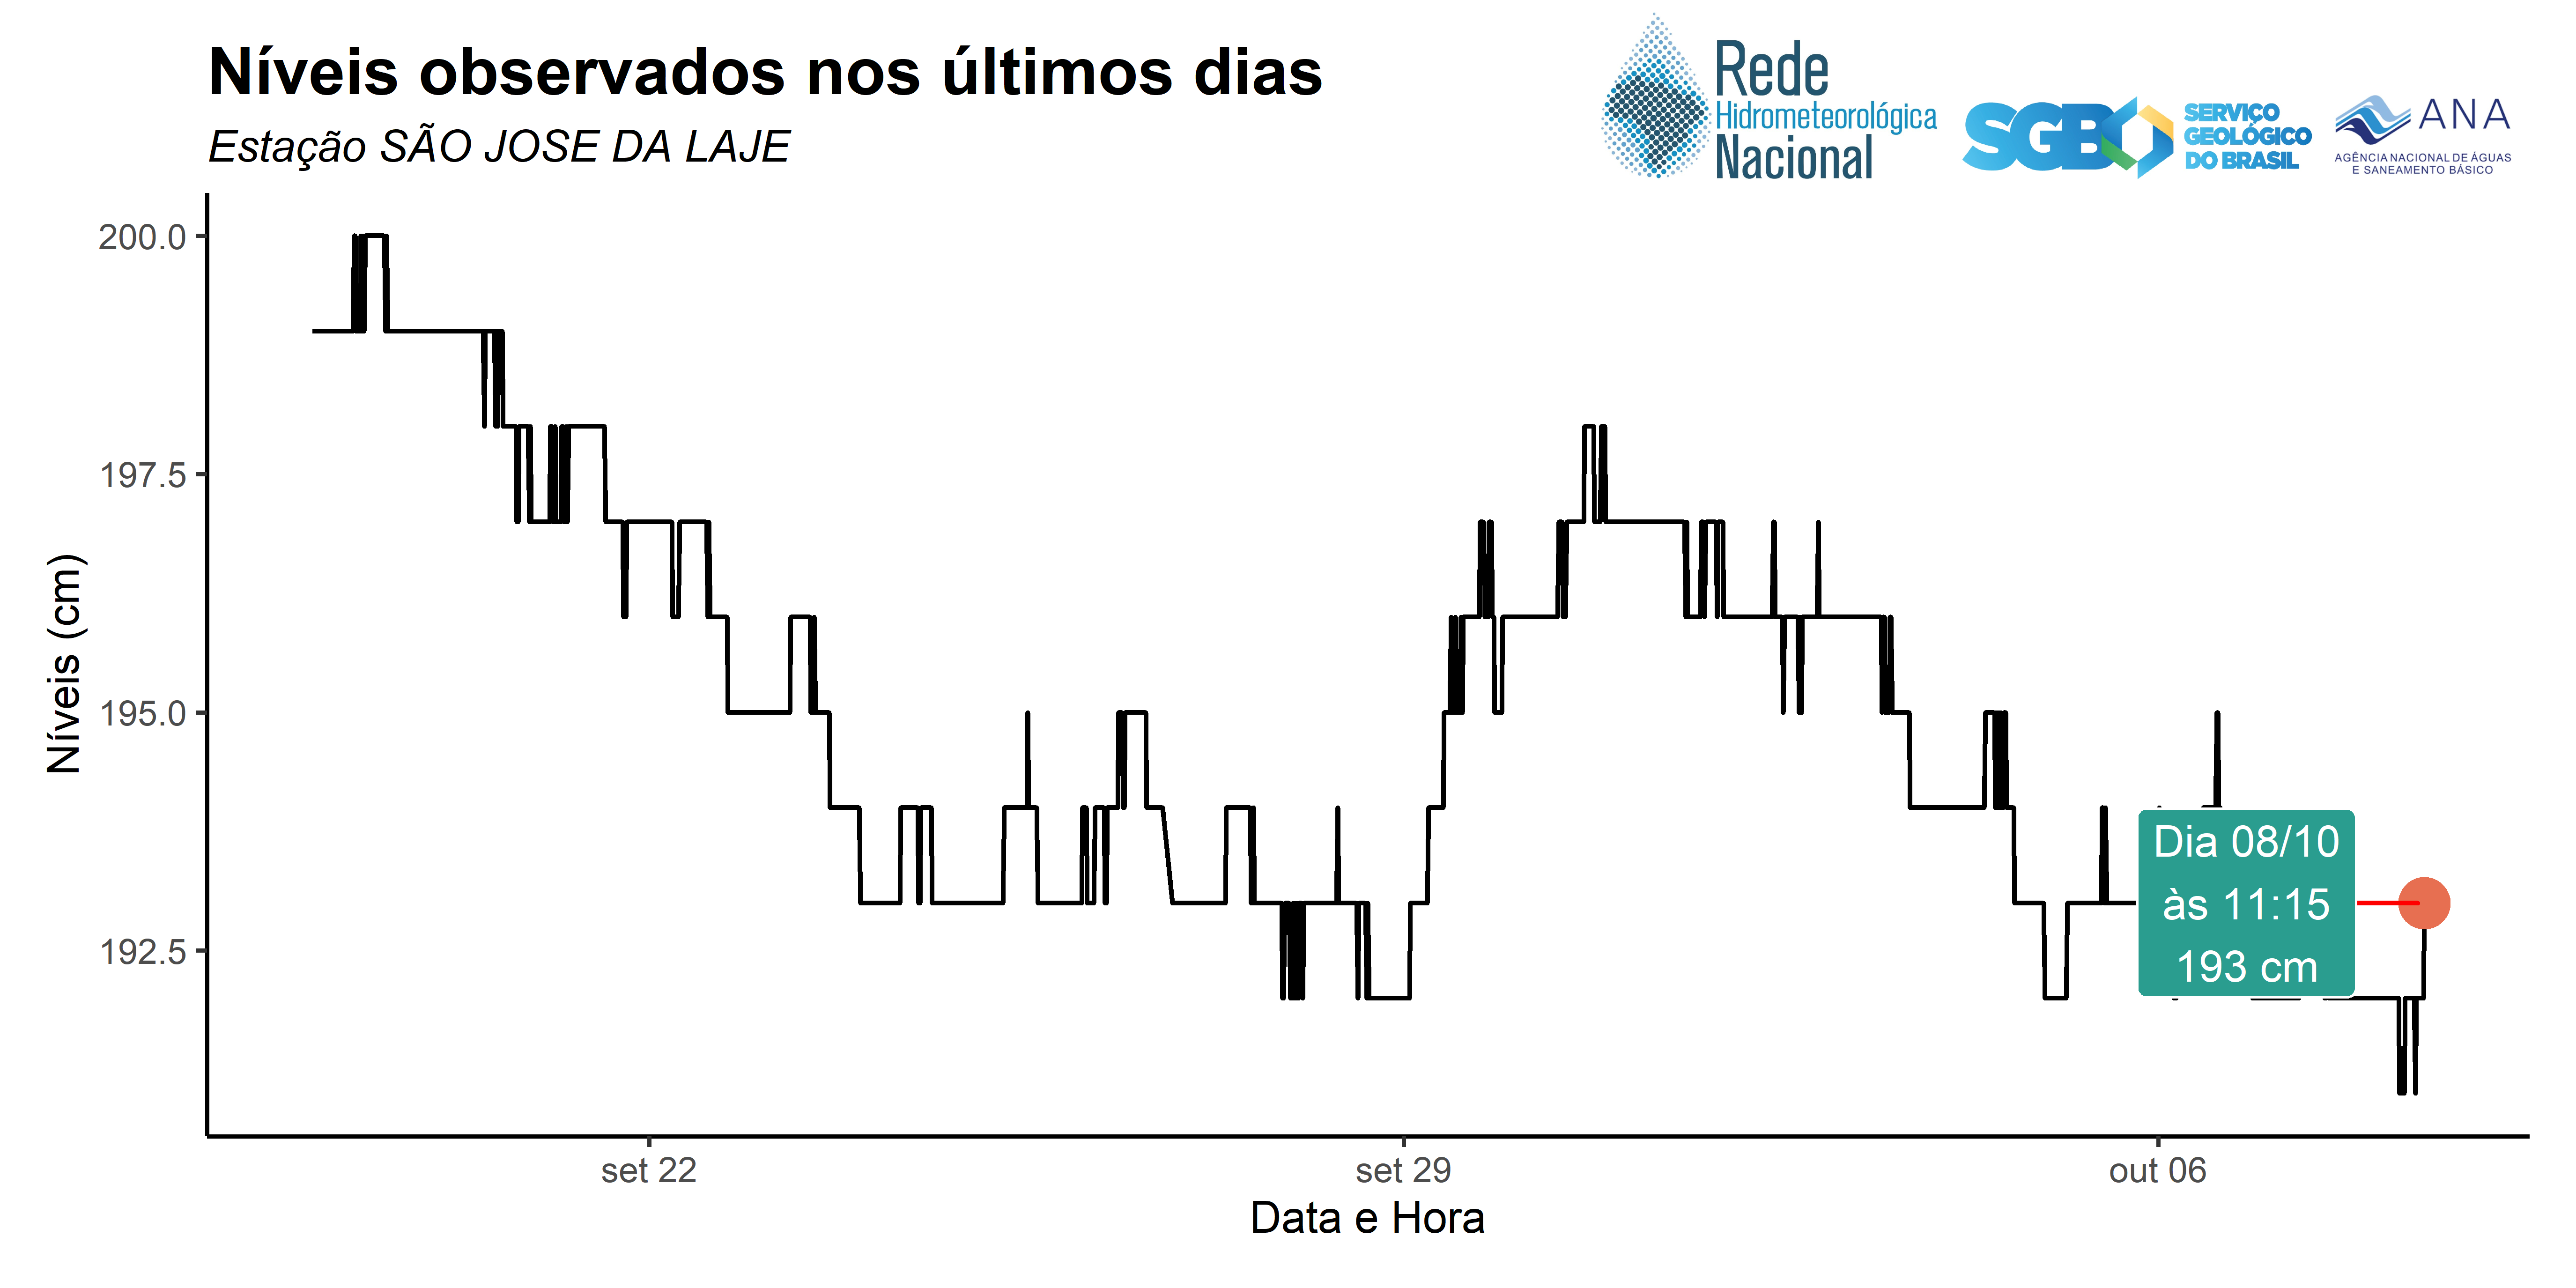 Níveis observados nos últimos dias
Estação SÃO JOSE DA LAJE
Rede
Hidrometeorológica
Nacional
SGB
SERVIÇO
GEOLÓGICO
DO BRASIL
ANA
AGÊNCIA NACIONAL DE ÁGUAS
E SANEAMENTO BÁSICO
Níveis (cm)
200.0
197.5
195.0
192.5
Dia 08/10
às 11:15
193 cm
set 22
set 29
out 06
Data e Hora